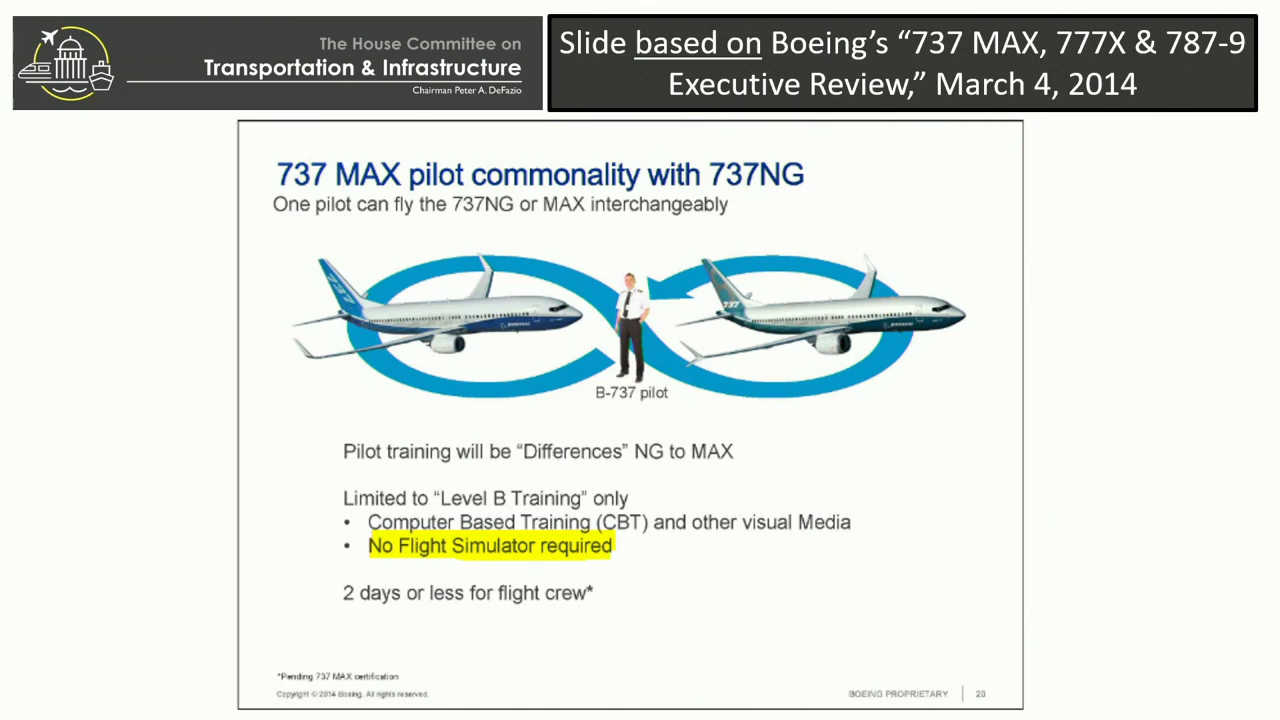 The House Committee on
Transportation & Infrastructure
Chairman Peter A. DeFazio
Slide based on Boeing’s “737 MAX, 777X & 787-9
Executive Review,” March 4, 2014
737 MAX pilot commonality with 737NG
One pilot can fly the 737NG or MAX interchangeably
737
B-737 pilot
Pilot training will be “Differences” NG to MAX
Limited to “Level B Training” only
• Computer Based Training (CBT) and other visual Media
• No Flight Simulator required
2 days or less for flight crew*
*Pending 737 MAX certification
Copyright © 2014 Boeing. All rights reserved.
BOEING PROPRIETARY | 20